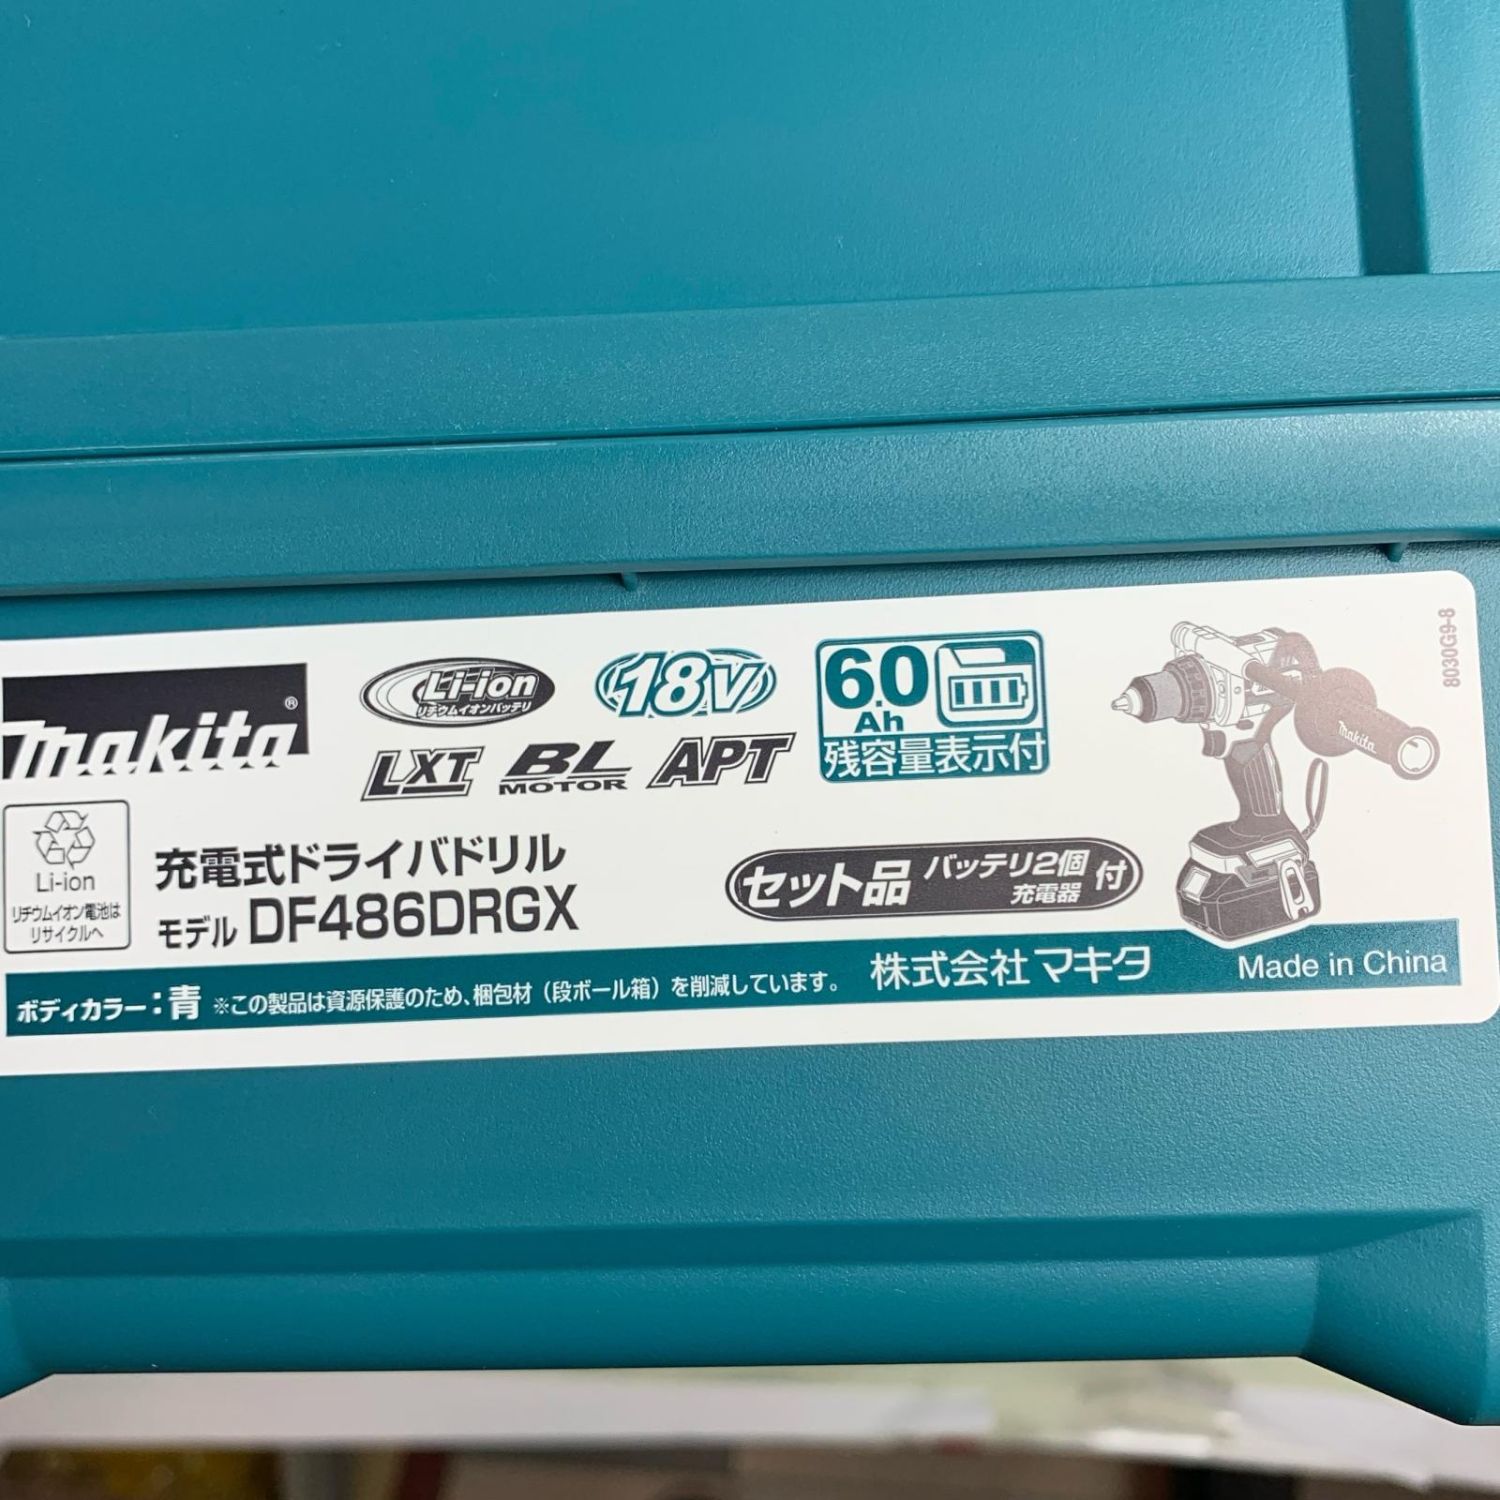 makita®
Li-ion
リチウムイオンバッテリ
18V
6.0
Ah
残容量表示付
LXT BL MOTOR APT
8030G9-8
makita
Li-ion
リチウムイオン電池は
リサイクルへ
充電式ドライバドリル
モデル DF486DRGX
セット品 バッテリ2個 充電器 付
ボディカラー：青 ※この製品は資源保護のため、梱包材（段ボール箱）を削減しています。 株式会社マキタ Made in China